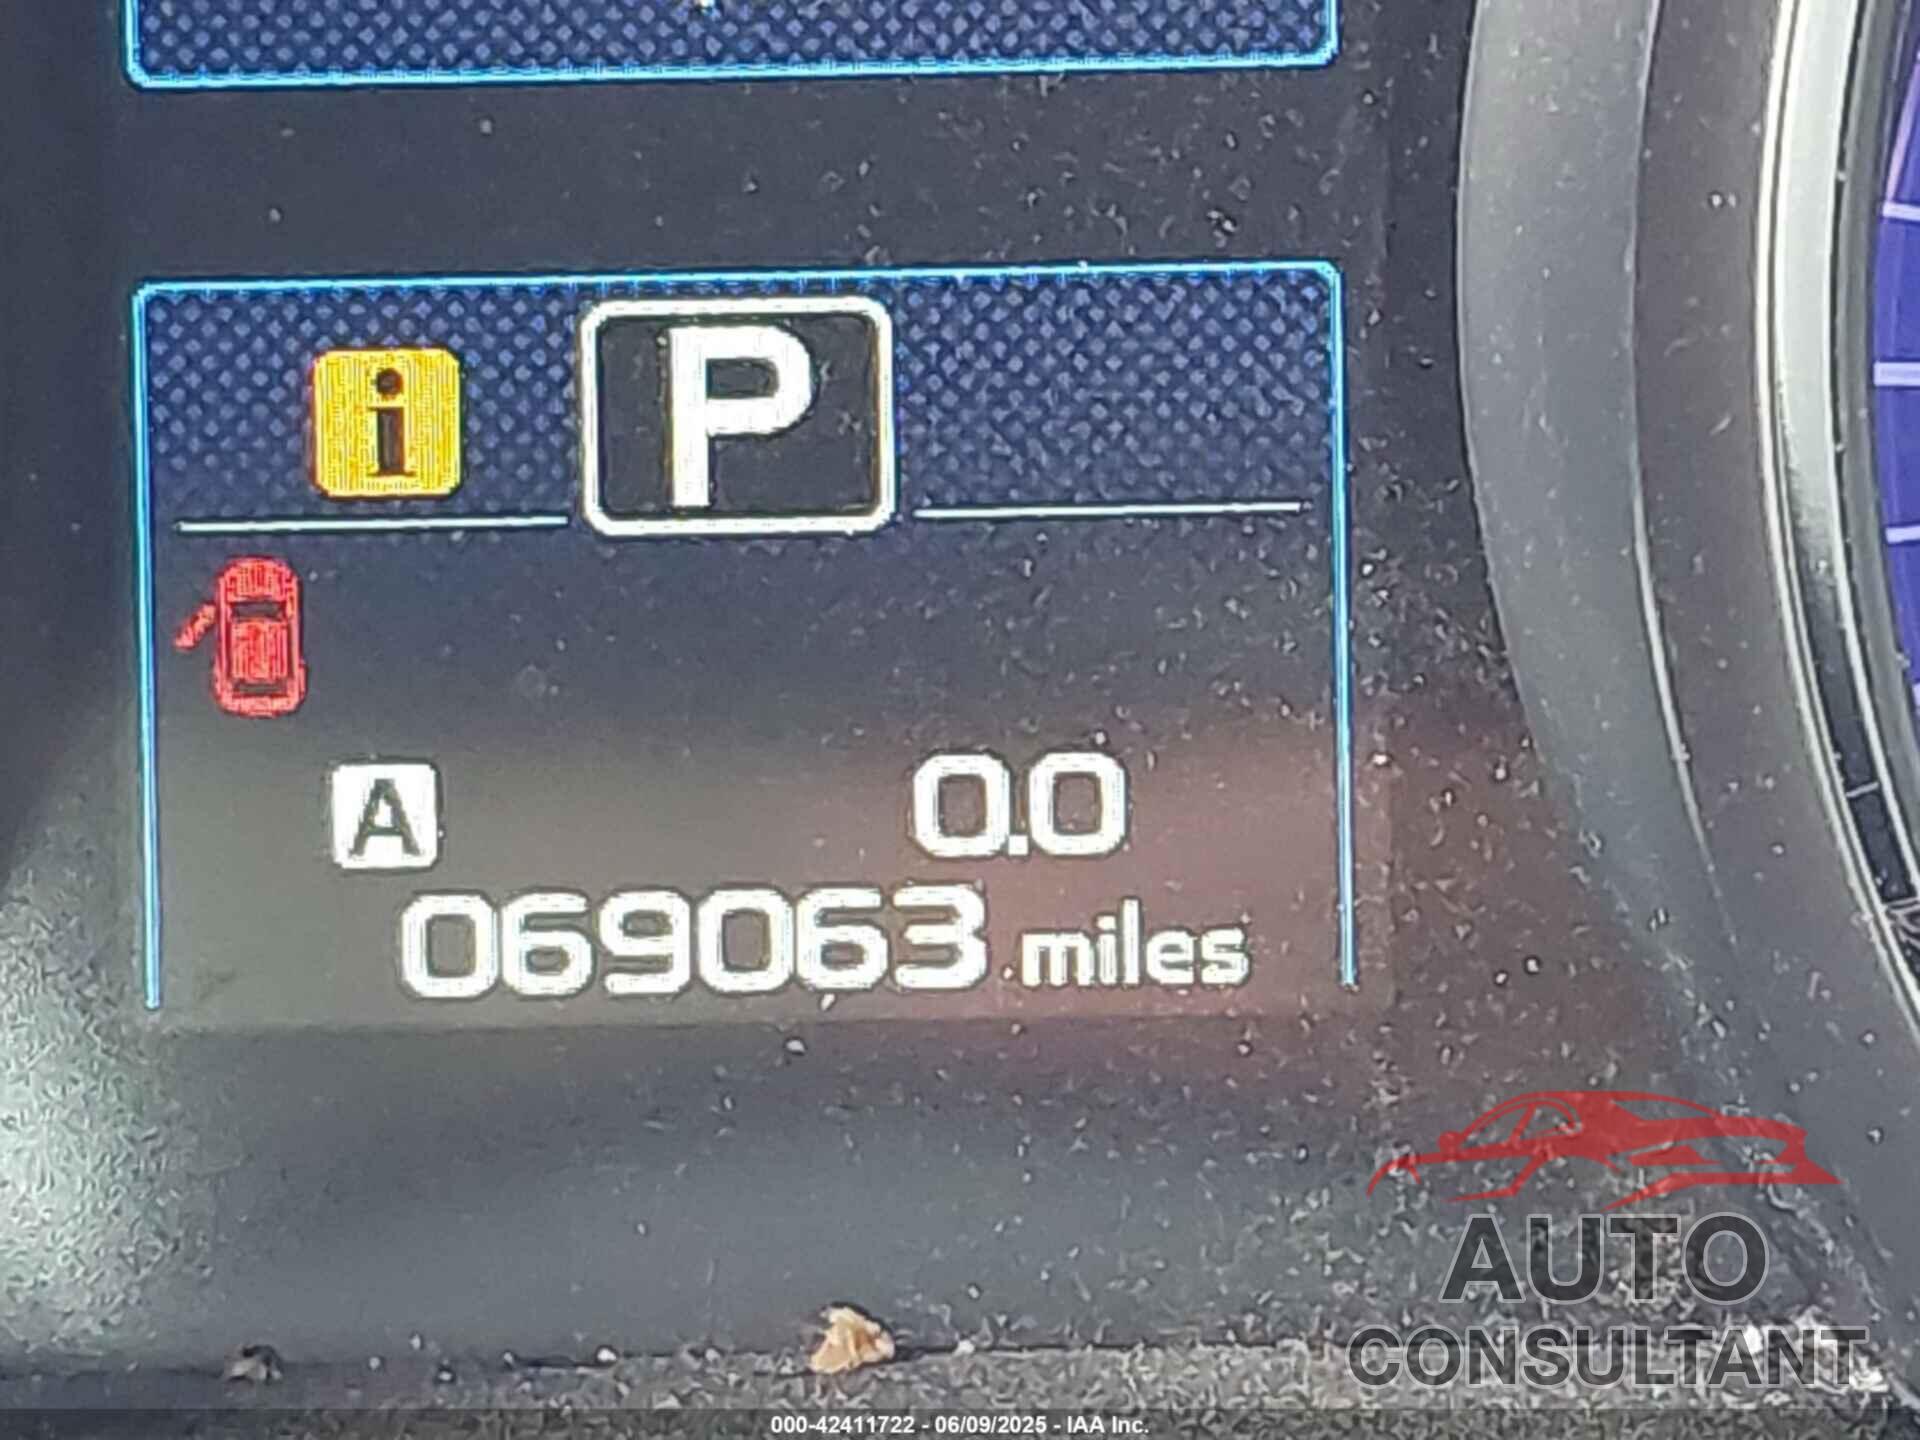 i P
A 0.0
069063 miles
AUTO
CONSULTANT
000-42411722 - 06/09/2025 - IAA Inc.